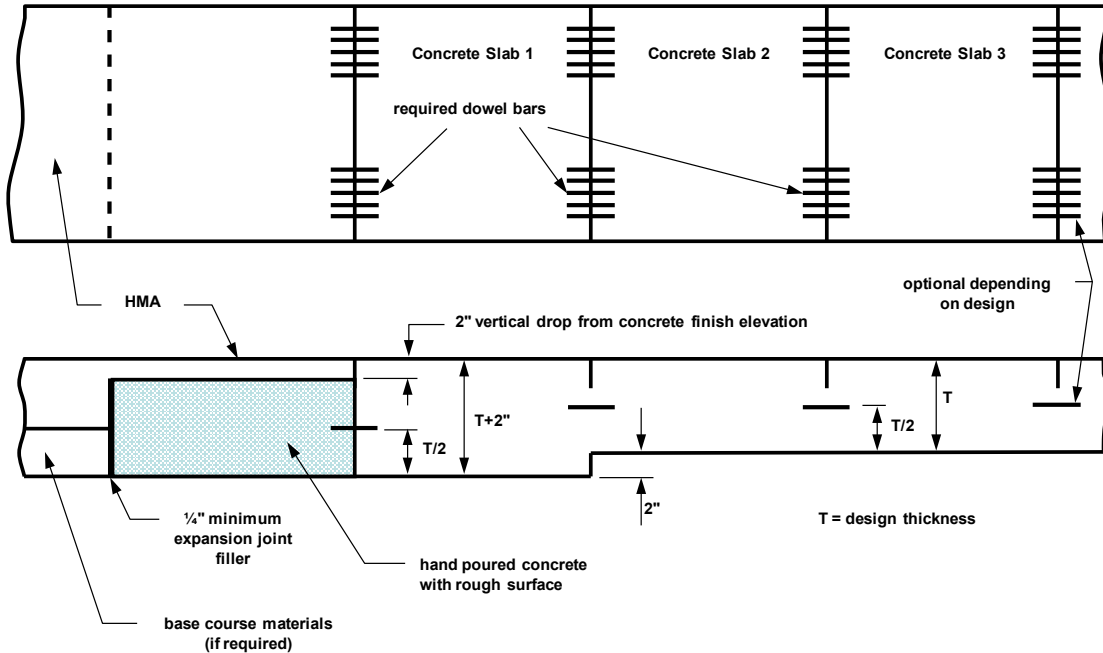 Concrete Slab 1
Concrete Slab 2
Concrete Slab 3
required dowel bars
HMA
optional depending
on design
2" vertical drop from concrete finish elevation
T+2"
T/2
T
T/2
2"
¼" minimum
expansion joint
filler
T = design thickness
hand poured concrete
with rough surface
base course materials
(if required)